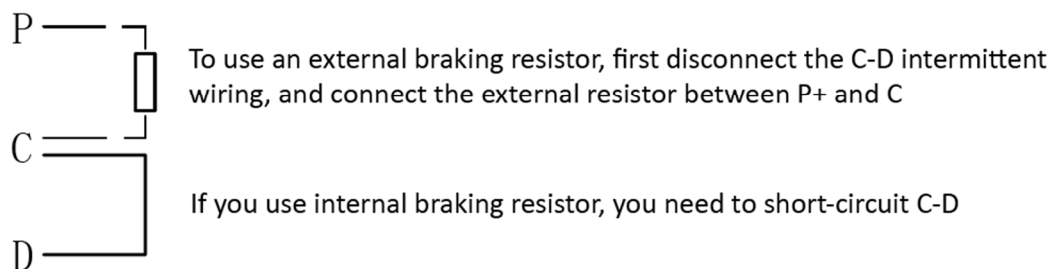 P
To use an external braking resistor, first disconnect the C-D intermittent
wiring, and connect the external resistor between P+ and C
C
If you use internal braking resistor, you need to short-circuit C-D
D